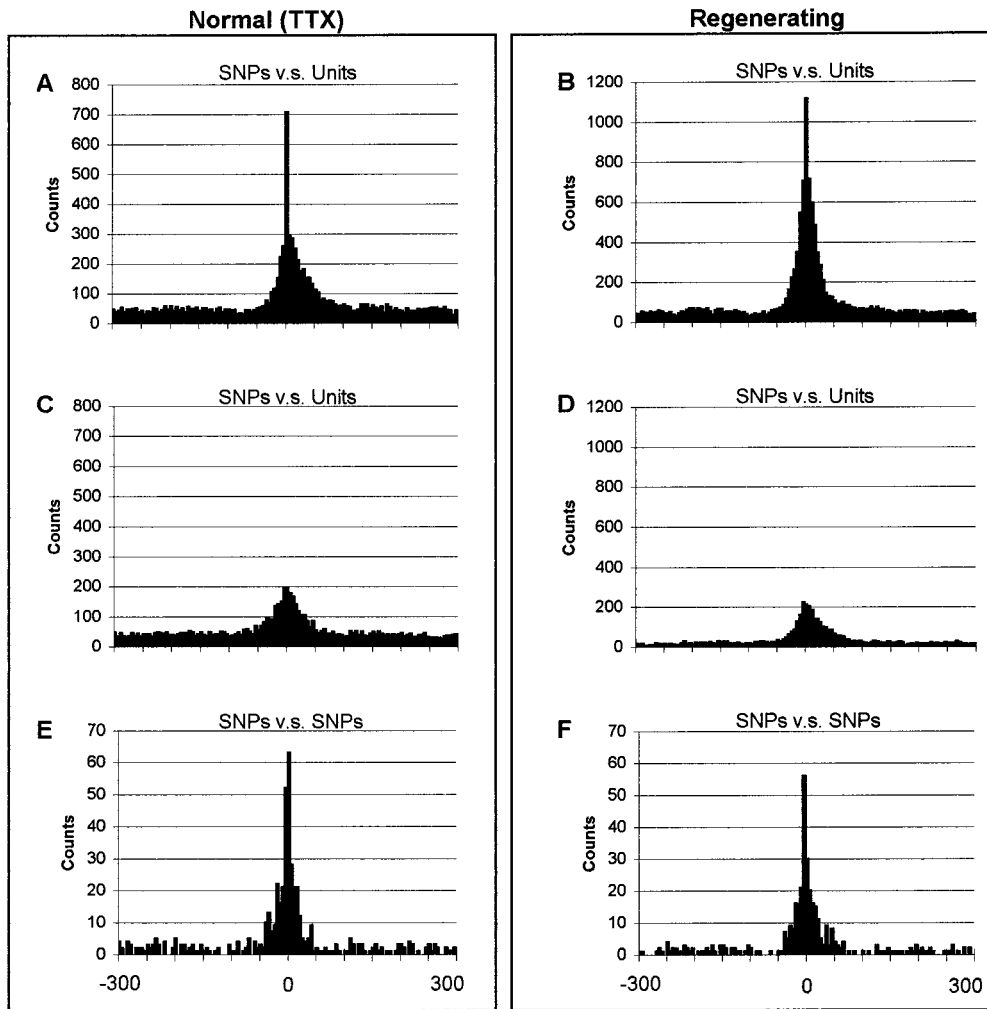 Normal (TTX)
Regenerating
A
SNPs v.s. Units
800
700
600
500
400
300
200
100
0
Counts
B
SNPs v.s. Units
1200
1000
800
600
400
200
0
Counts
C
SNPs v.s. Units
800
700
600
500
400
300
200
100
0
Counts
D
SNPs v.s. Units
1200
1000
800
600
400
200
0
Counts
E
SNPs v.s. SNPs
70
60
50
40
30
20
10
0
Counts
-300 0 300
F
SNPs v.s. SNPs
70
60
50
40
30
20
10
0
Counts
-300 0 300